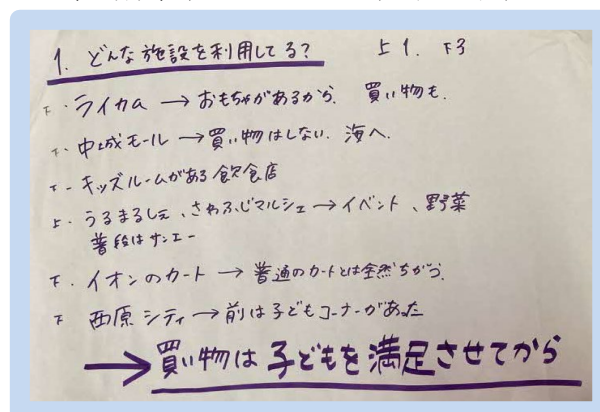 1. どんな施設を利用してる? 上1. 下3
下・ライカム → おもちゃがあるから. 買い物も.
下・中城モール → 買い物はしない. 海へ.
下・キッズルームがある飲食店
上・うるまるしぇ、さわふじマルシェ → イベント、野菜
普段はサンエー
下・イオンのカート → 普通のカートとは全然ちがう.
下 西原シティ → 前は子どもコーナーがあった
→ 買い物は子どもを満足させてから